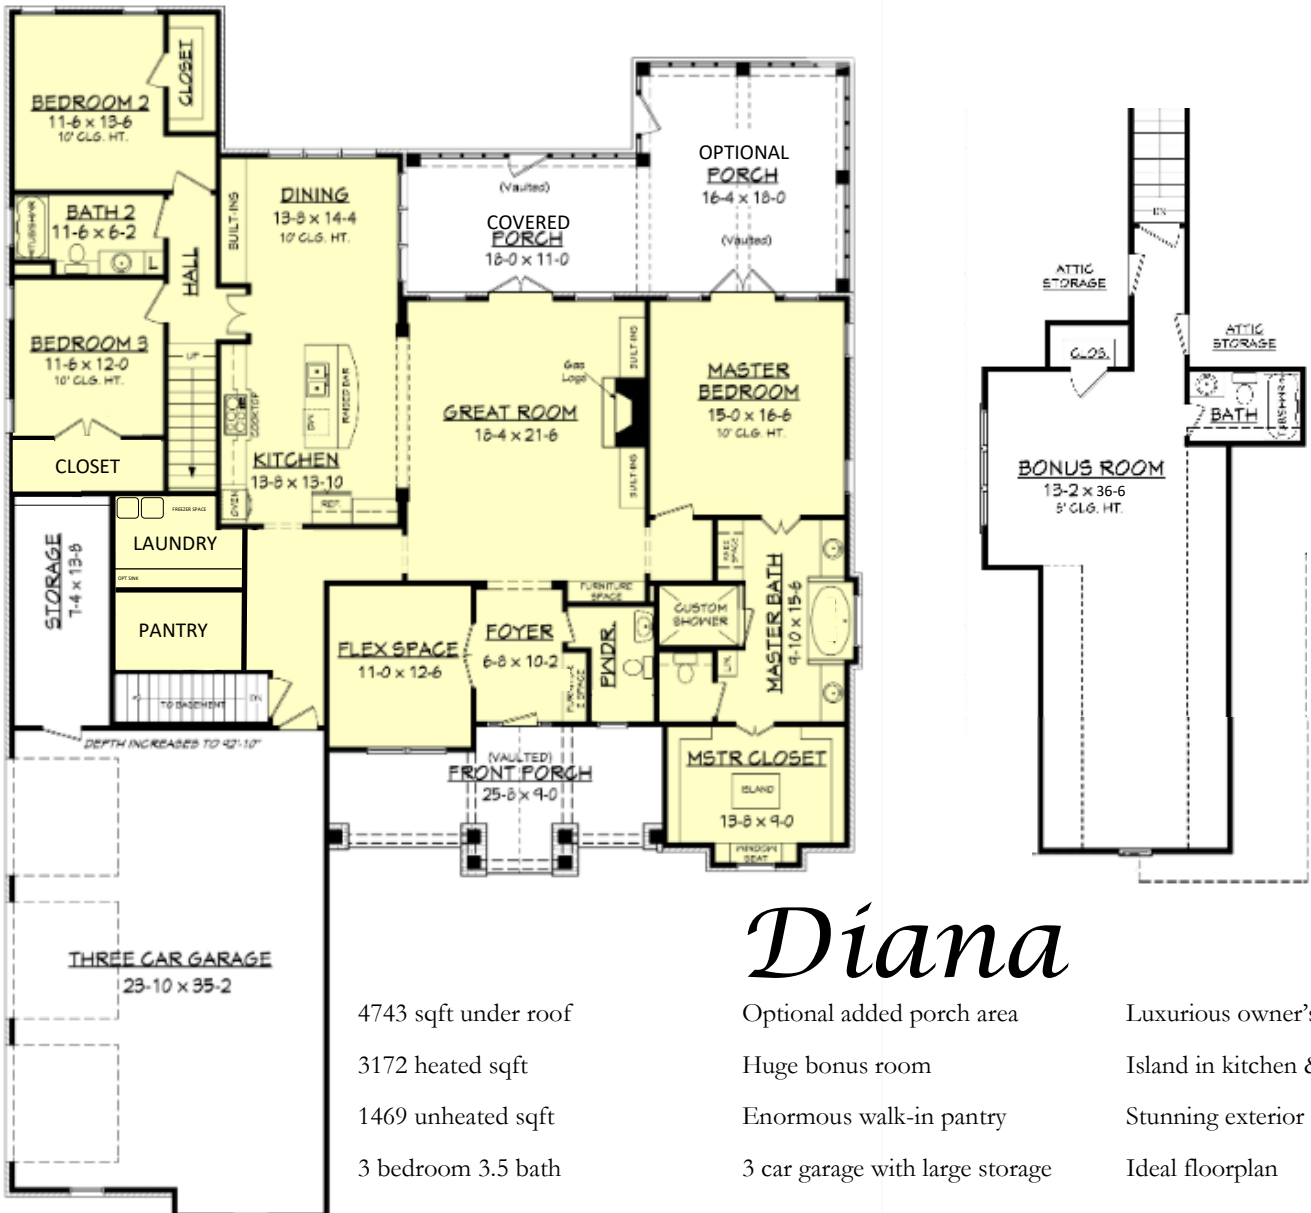 BEDROOM 2
11-6 x 13-6
10' CLG. HT.
CLOSET
BATH 2
11-6 x 6-2
HALL
BEDROOM 3
11-6 x 12-0
10' CLG. HT.
CLOSET
UP
BUILT-INS
DINING
13-8 x 14-4
10' CLG. HT.
COOKTOP
DW
RAISED BAR
KITCHEN
13-8 x 13-10
OVEN
REF.
(Vaulted)
COVERED
PORCH
18-0 x 11-0
OPTIONAL
PORCH
16-4 x 18-0
(Vaulted)
Gas
Logs
BUILT-INS
GREAT ROOM
18-4 x 21-6
BUILT-INS
MASTER
BEDROOM
15-0 x 16-6
10' CLG. HT.
STORAGE
7-4 x 13-8
FREEZER SPACE
LAUNDRY
OPT SINK
PANTRY
TO BASEMENT
DN
FLEX SPACE
11-0 x 12-6
FOYER
6-8 x 10-2
FURNITURE
SPACE
PWDR.
CUSTOM
SHOWER
MASTER BATH
9-10 x 15-8
MSTR CLOSET
ISLAND
13-8 x 9-0
WINDOW
SEAT
(VAULTED)
FRONT PORCH
25-8 x 9-0
DEPTH INCREASES TO 42'-10"
THREE CAR GARAGE
23-10 x 35-2
DN
ATTIC
STORAGE
ATTIC
STORAGE
CLOS.
BATH
BONUS ROOM
13-2 x 36-6
8' CLG. HT.
Diana
4743 sqft under roof
3172 heated sqft
1469 unheated sqft
3 bedroom 3.5 bath
Optional added porch area
Huge bonus room
Enormous walk-in pantry
3 car garage with large storage
Luxurious owner's
Island in kitchen &
Stunning exterior
Ideal floorplan